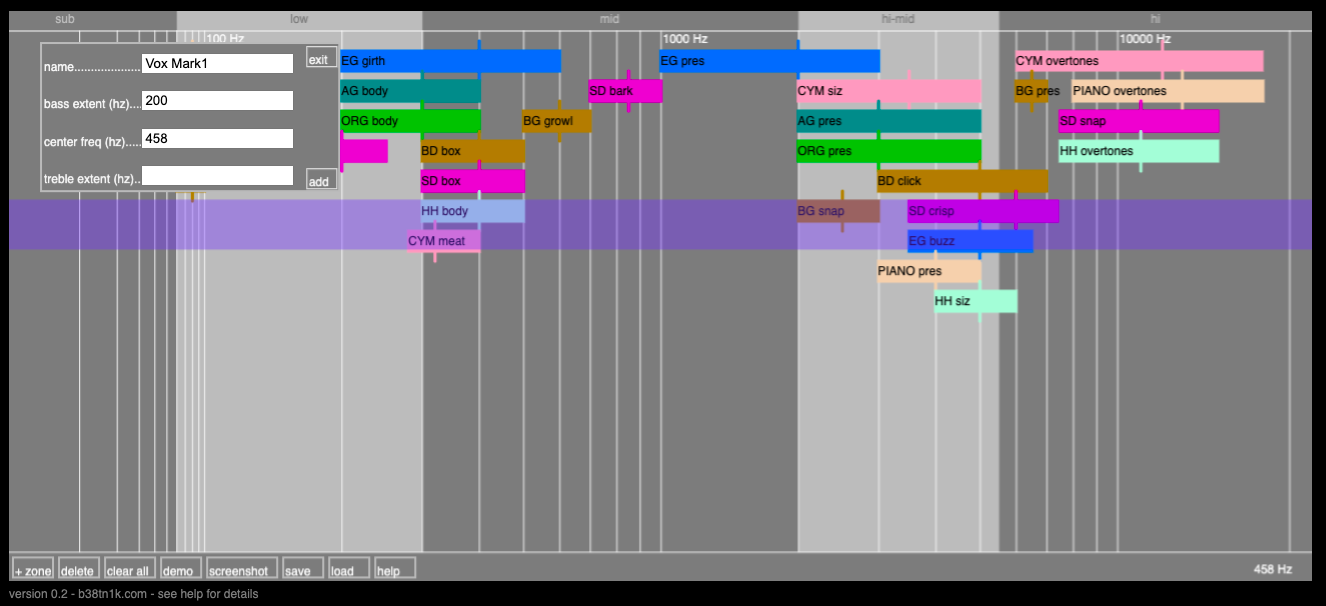 sub low mid hi-mid hi
100 Hz 1000 Hz 10000 Hz
name.................... Vox Mark1 exit
bass extent (hz).... 200
center freq (hz)..... 458
treble extent (hz).. add
EG girth EG pres CYM overtones
AG body SD bark CYM siz BG pres PIANO overtones
ORG body BG growl AG pres SD snap
BD box ORG pres HH overtones
SD box BD click
HH body BG snap SD crisp
CYM meat EG buzz
PIANO pres
HH siz
+ zone delete clear all demo screenshot save load help 458 Hz
version 0.2 - b38tn1k.com - see help for details